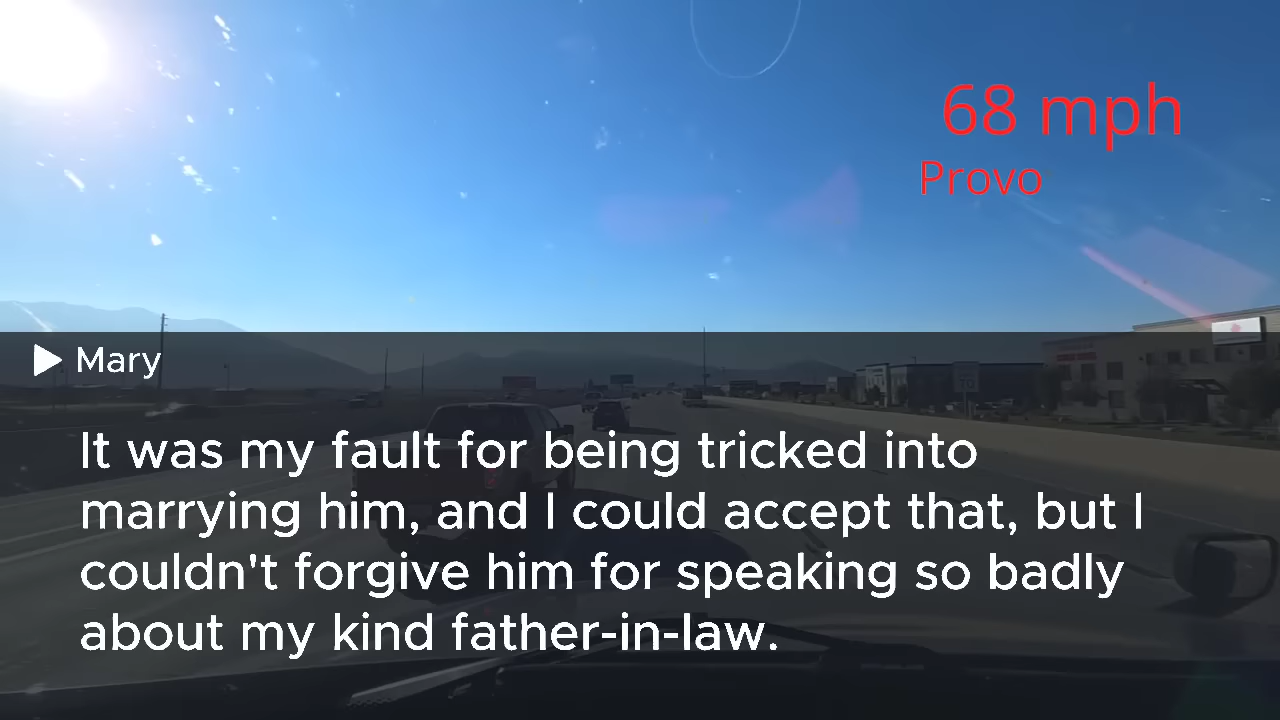 68 mph
Provo
Mary
It was my fault for being tricked into
marrying him, and I could accept that, but I
couldn't forgive him for speaking so badly
about my kind father-in-law.